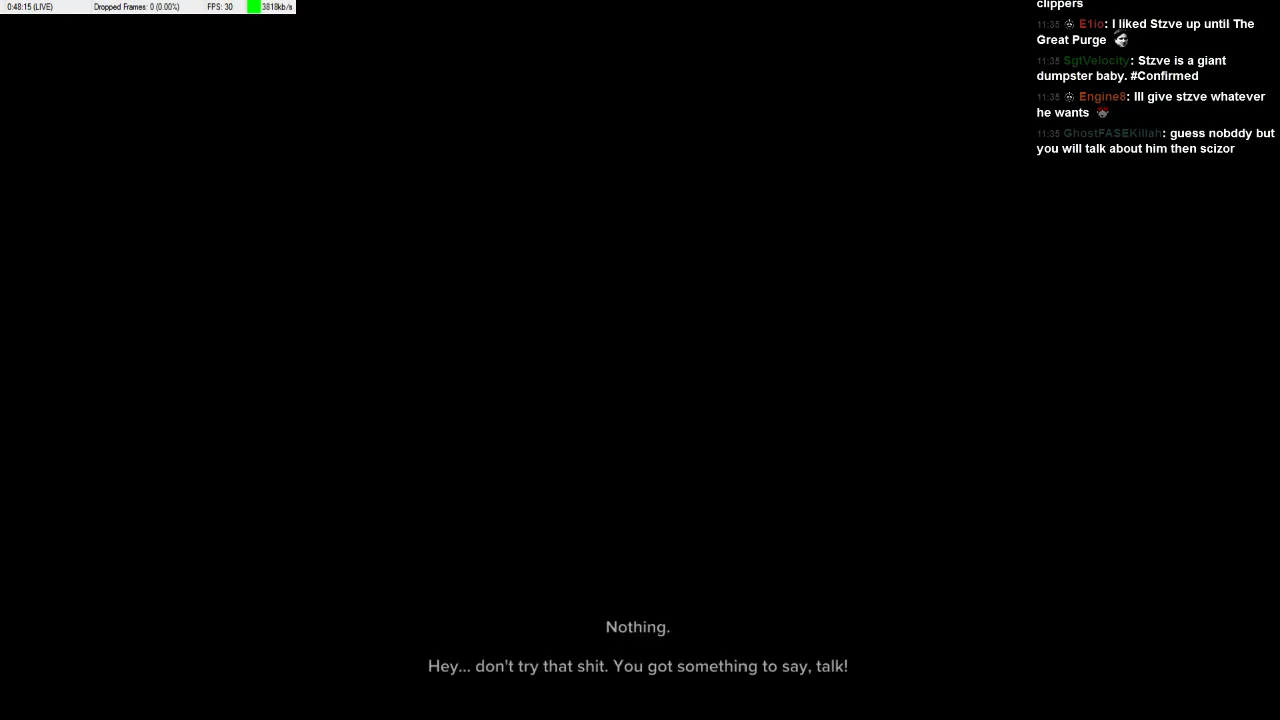 0:48:15 (LIVE) Dropped Frames: 0 (0.00%) FPS: 30 3818kb/s
clippers
11:35 E1io: I liked Stzve up until The
Great Purge
11:35 SgtVelocity: Stzve is a giant
dumpster baby. #Confirmed
11:35 Engine8: Ill give stzve whatever
he wants
11:35 GhostFASEKillah: guess nobddy but
you will talk about him then scizor
Nothing.
Hey... don't try that shit. You got something to say, talk!